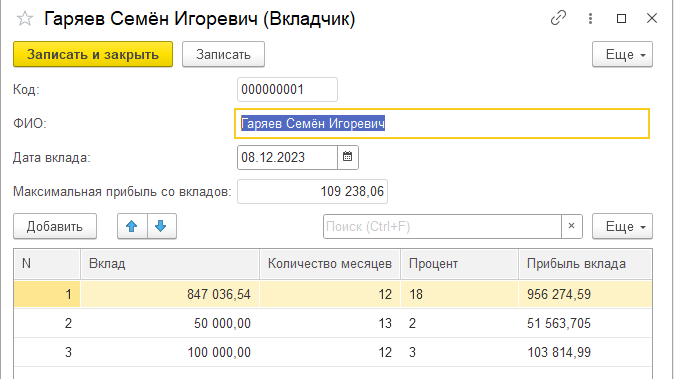 Гаряев Семён Игоревич (Вкладчик)
Записать и закрыть Записать Еще
Код: 000000001
ФИО: Гаряев Семён Игоревич
Дата вклада: 08.12.2023
Максимальная прибыль со вкладов: 109 238,06
Добавить Поиск (Ctrl+F) × Еще
N Вклад Количество месяцев Процент Прибыль вклада
1 847 036,54 12 18 956 274,59
2 50 000,00 13 2 51 563,705
3 100 000,00 12 3 103 814,99